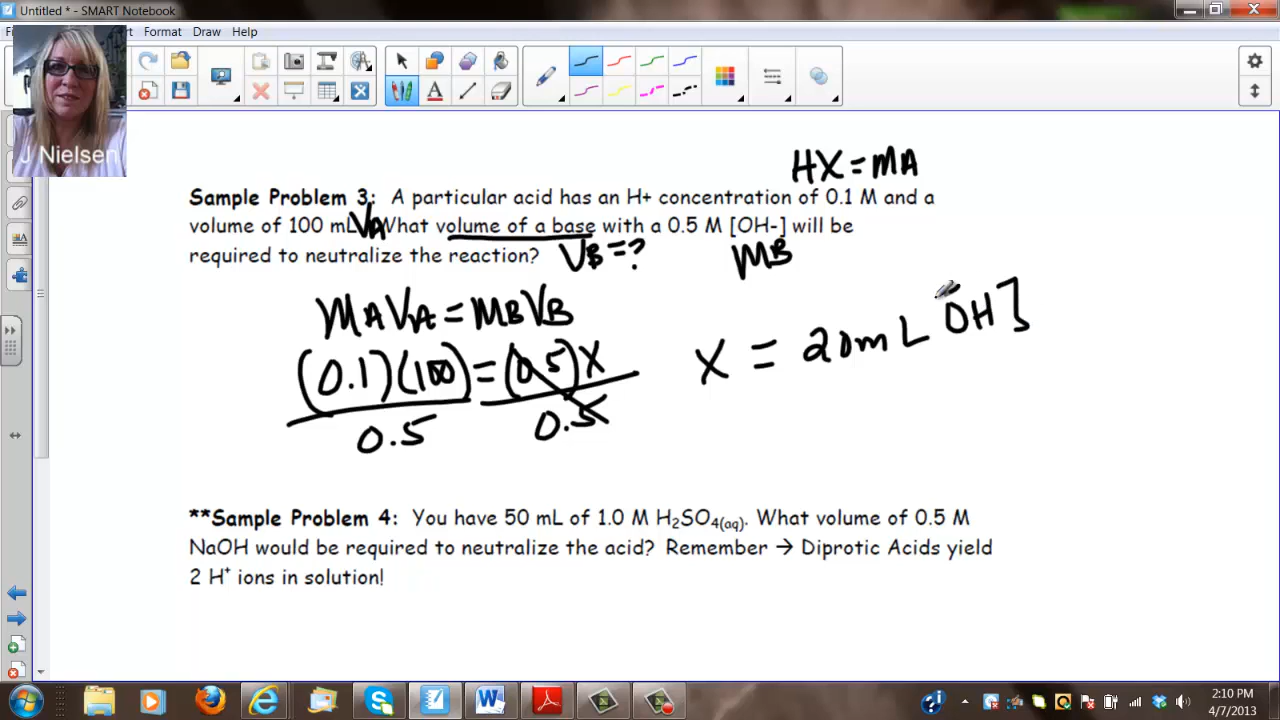 Untitled * - SMART Notebook
Format Draw Help
J Nielsen
HX = MA
Sample Problem 3: A particular acid has an H+ concentration of 0.1 M and a
volume of 100 mL VA What volume of a base with a 0.5 M [OH-] will be
required to neutralize the reaction? VB = ? MB
MAVA = MBVB
(0.1)(100) = (0.5)X
0.5 0.5
X = 20mL OH]
**Sample Problem 4: You have 50 mL of 1.0 M H₂SO₄(aq). What volume of 0.5 M
NaOH would be required to neutralize the acid? Remember → Diprotic Acids yield
2 H⁺ ions in solution!
2:10 PM
4/7/2013